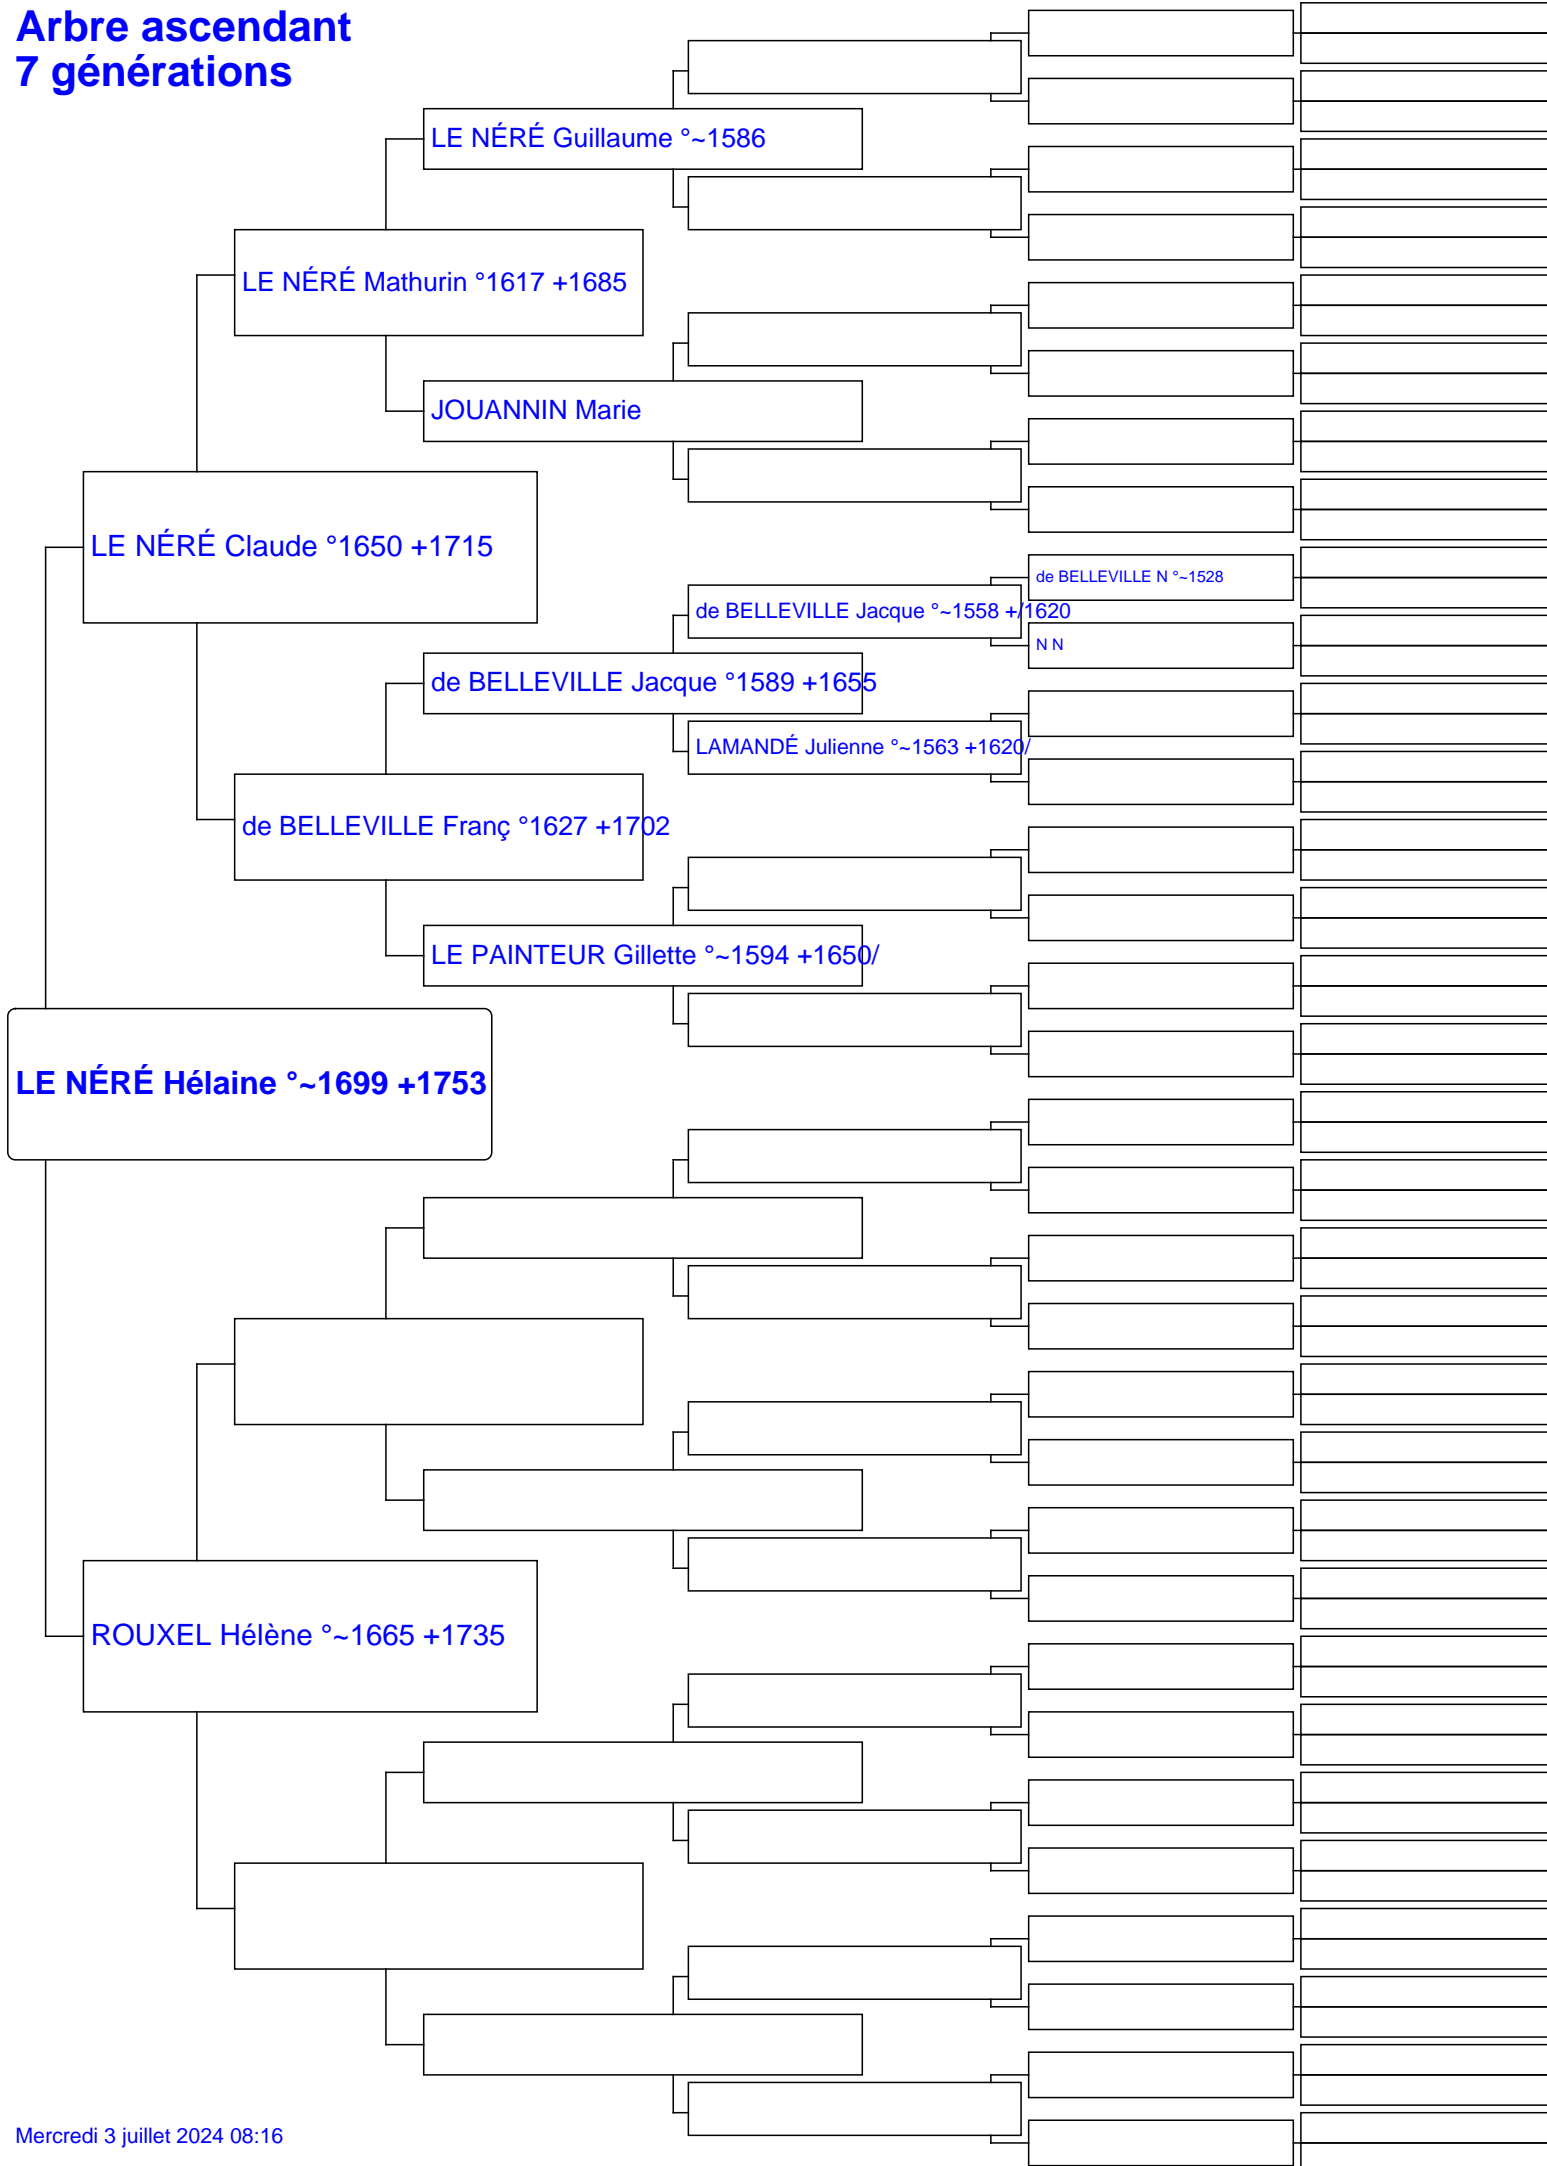 Arbre ascendant
7 générations
LE NÉRÉ Guillaume °~1586
LE NÉRÉ Mathurin °1617 +1685
JOUANNIN Marie
LE NÉRÉ Claude °1650 +1715
de BELLEVILLE N °~1528
de BELLEVILLE Jacque °~1558 +/1620
N N
de BELLEVILLE Jacque °1589 +1655
LAMANDÉ Julienne °~1563 +1620/
de BELLEVILLE Franç °1627 +1702
LE PAINTEUR Gillette °~1594 +1650/
LE NÉRÉ Hélaine °~1699 +1753
ROUXEL Hélène °~1665 +1735
Mercredi 3 juillet 2024 08:16